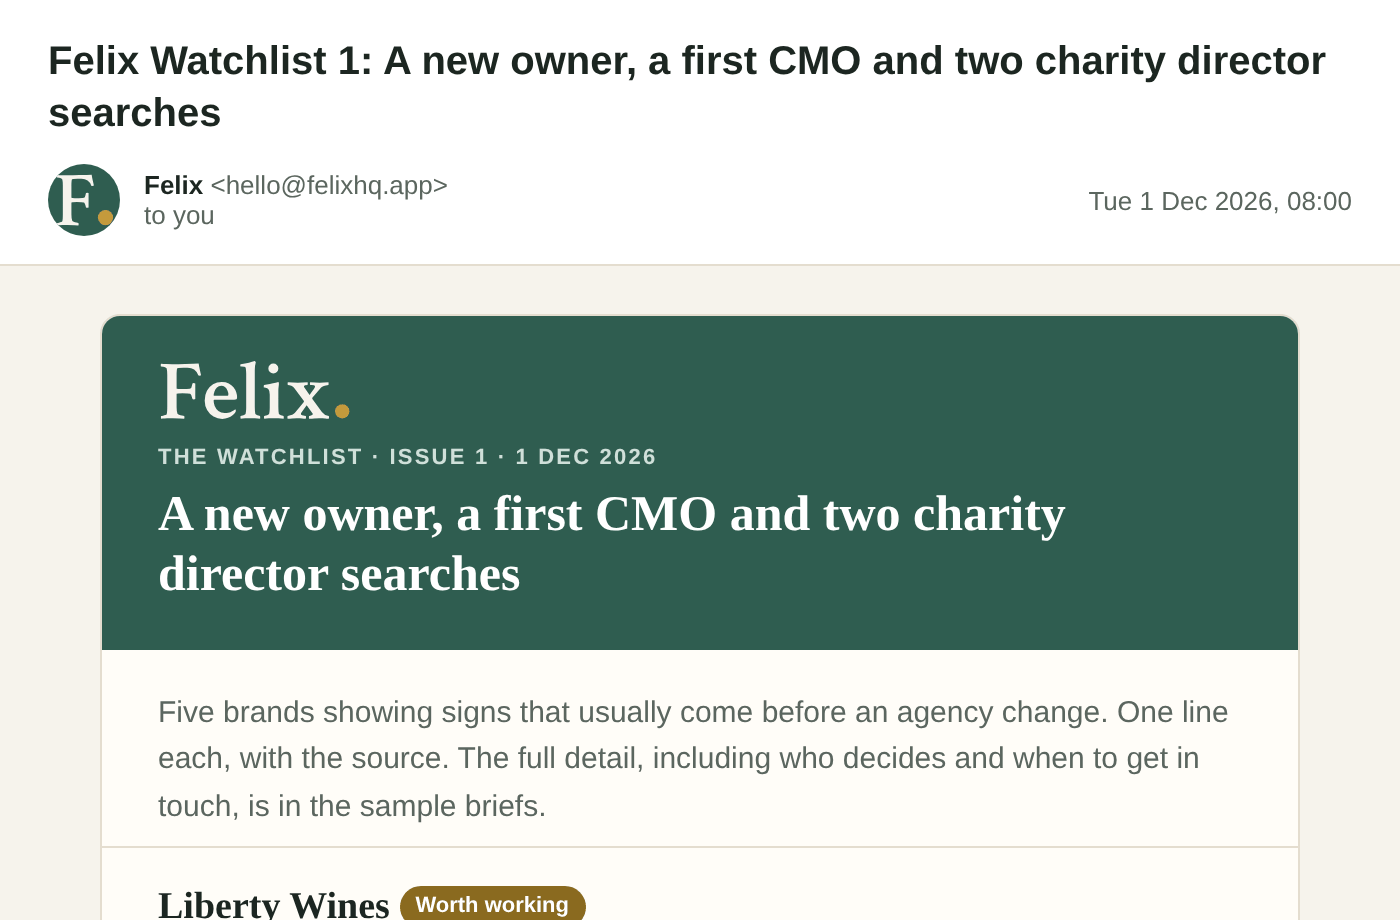 Felix Watchlist 1: A new owner, a first CMO and two charity director
searches
F.
Felix <hello@felixhq.app>
to you
Tue 1 Dec 2026, 08:00
Felix.
THE WATCHLIST · ISSUE 1 · 1 DEC 2026
A new owner, a first CMO and two charity
director searches
Five brands showing signs that usually come before an agency change. One line
each, with the source. The full detail, including who decides and when to get in
touch, is in the sample briefs.
Liberty Wines Worth working